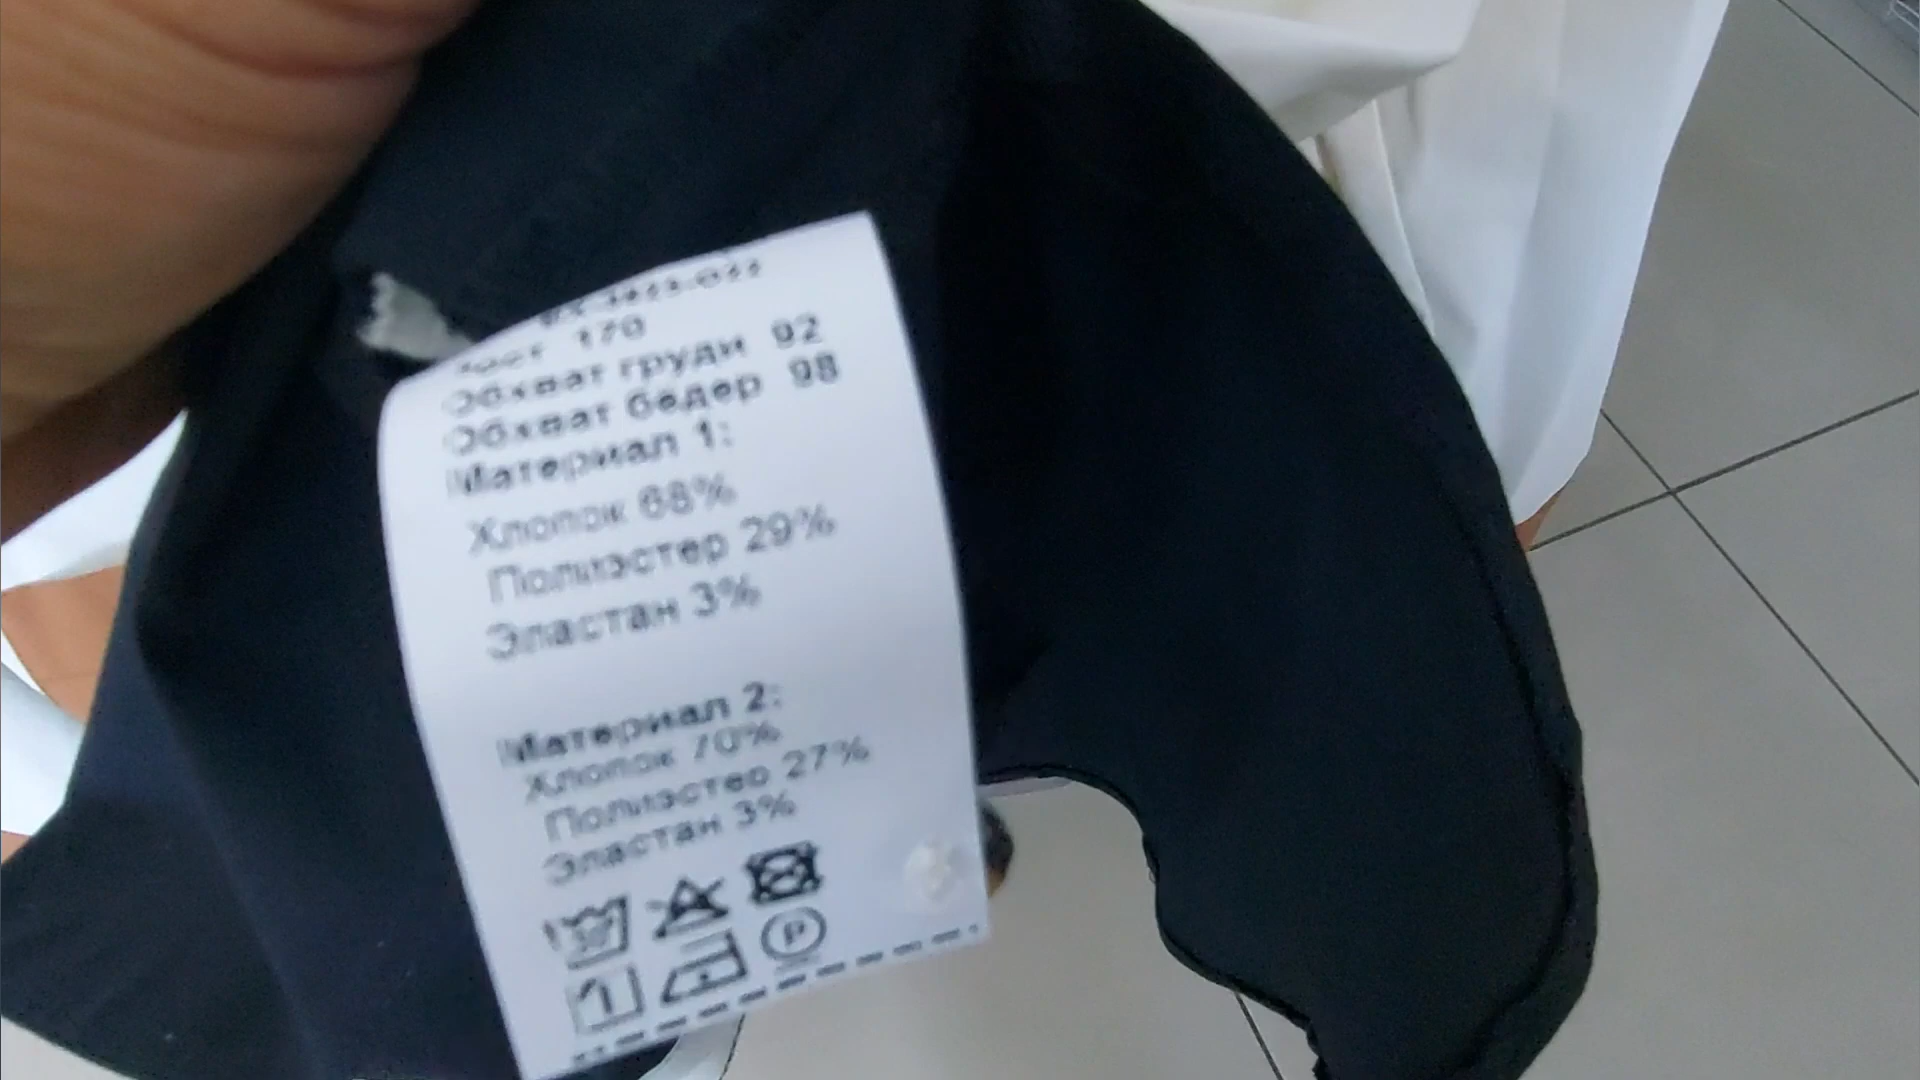 170
Обхват груди 92
Обхват бедер 98
Материал 1:
Хлопок 68%
Полиэстер 29%
Эластан 3%
Материал 2:
Хлопок 70%
Полиэстер 27%
Эластан 3%
P